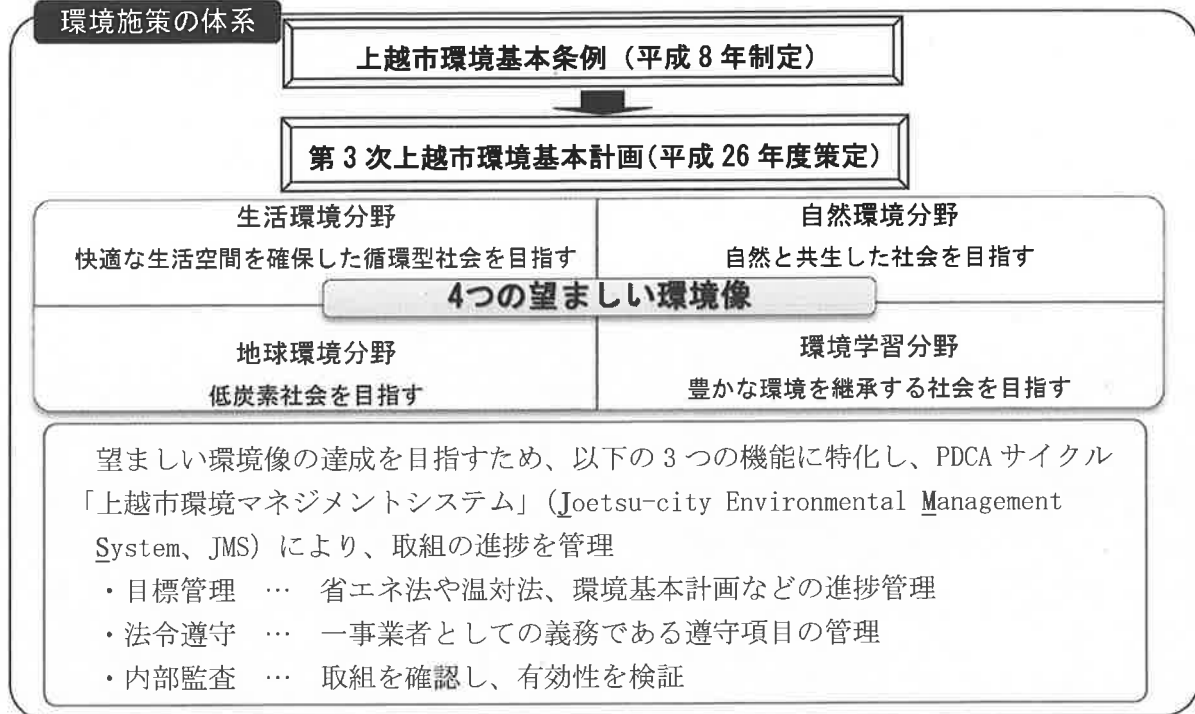 環境施策の体系
上越市環境基本条例（平成8年制定）
第3次上越市環境基本計画（平成26年度策定）
生活環境分野
快適な生活空間を確保した循環型社会を目指す
自然環境分野
自然と共生した社会を目指す
4つの望ましい環境像
地球環境分野
低炭素社会を目指す
環境学習分野
豊かな環境を継承する社会を目指す
望ましい環境像の達成を目指すため、以下の3つの機能に特化し、PDCAサイクル
「上越市環境マネジメントシステム」（Joetsu-city Environmental Management
System、JMS）により、取組の進捗を管理
・目標管理　…　省エネ法や温対法、環境基本計画などの進捗管理
・法令遵守　…　一事業者としての義務である遵守項目の管理
・内部監査　…　取組を確認し、有効性を検証